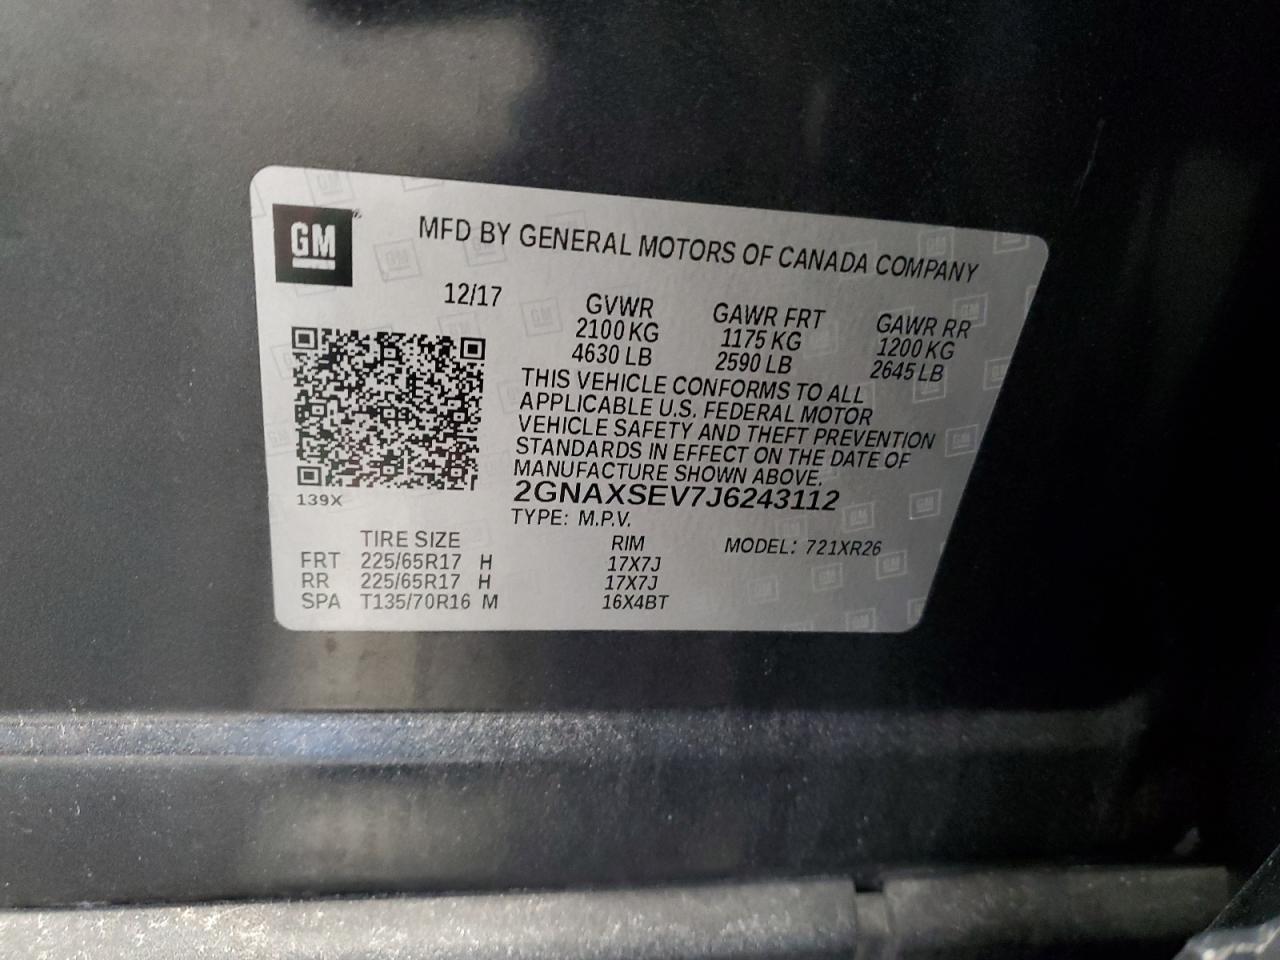 GM
MFD BY GENERAL MOTORS OF CANADA COMPANY
12/17
GVWR GAWR FRT GAWR RR
2100 KG 1175 KG 1200 KG
4630 LB 2590 LB 2645 LB
THIS VEHICLE CONFORMS TO ALL
APPLICABLE U.S. FEDERAL MOTOR
VEHICLE SAFETY AND THEFT PREVENTION
STANDARDS IN EFFECT ON THE DATE OF
MANUFACTURE SHOWN ABOVE.
2GNAXSEV7J6243112
139X
TYPE: M.P.V.
TIRE SIZE RIM MODEL: 721XR26
FRT 225/65R17 H 17X7J
RR 225/65R17 H 17X7J
SPA T135/70R16 M 16X4BT